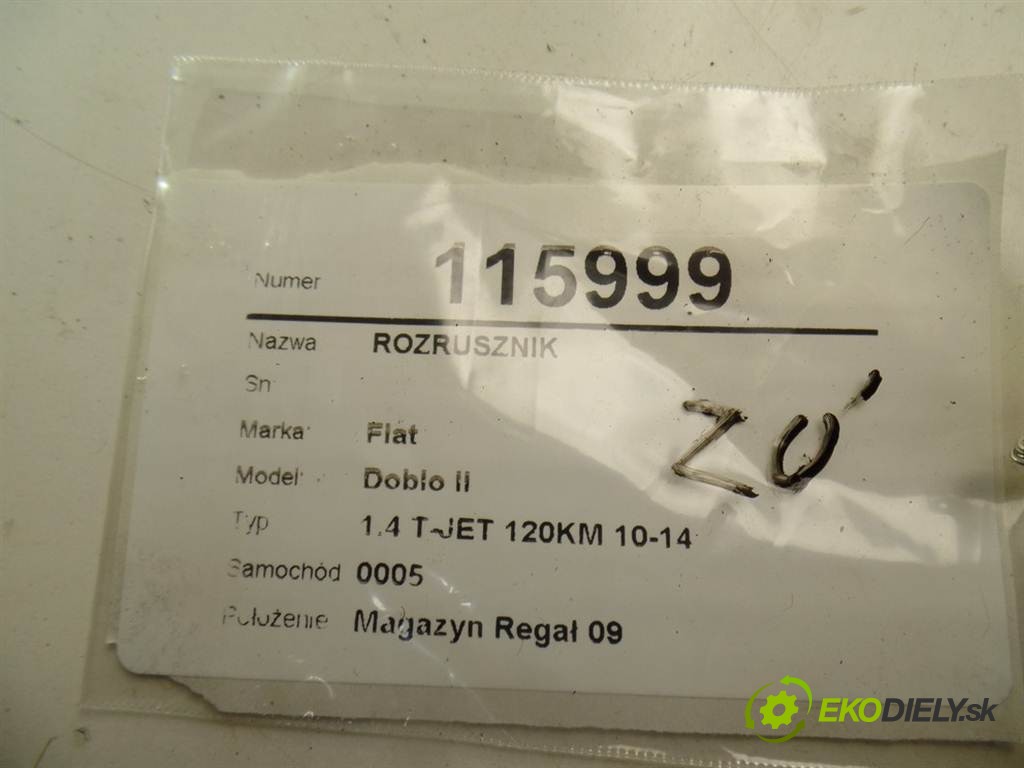 Numer 115999
Nazwa ROZRUSZNIK
Sn
Marka Fiat
Model Doblo II
Typ 1.4 T-JET 120KM 10-14
Samochód 0005
Położenie Magazyn Regał 09
EKODIELY.sk